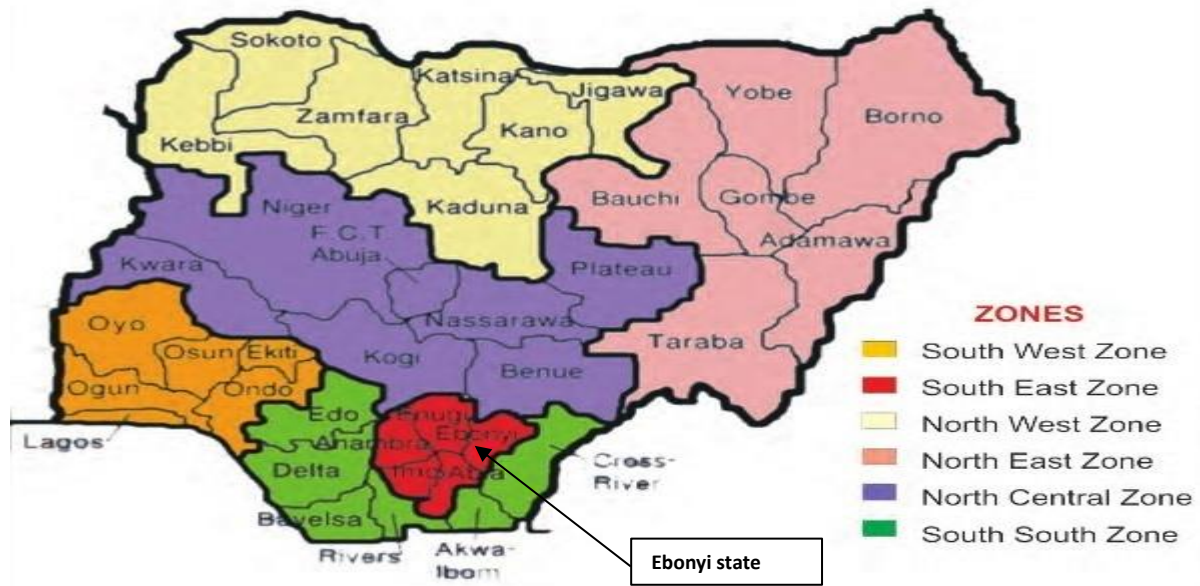 Sokoto
Katsina
Jigawa
Yobe
Borno
Zamfara
Kano
Kebbi
Bauchi
Gombe
Niger
Kaduna
F.C.T.
Abuja
Adamawa
Kwara
Plateau
Nassarawa
Taraba
Oyo
Osun
Ekiti
Kogi
Benue
Ogun
Ondo
Edo
Enugu
Ebonyi
Lagos
Anambra
Delta
Imo
Abia
Cross-
River
Bayelsa
Rivers
Akwa-
Ibom
Ebonyi state
ZONES
South West Zone
South East Zone
North West Zone
North East Zone
North Central Zone
South South Zone